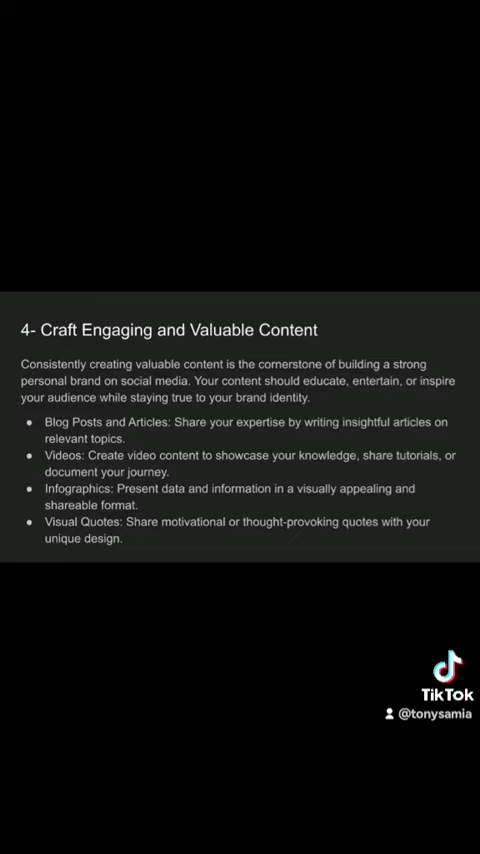 4- Craft Engaging and Valuable Content
Consistently creating valuable content is the cornerstone of building a strong
personal brand on social media. Your content should educate, entertain, or inspire
your audience while staying true to your brand identity.
● Blog Posts and Articles: Share your expertise by writing insightful articles on
relevant topics.
● Videos: Create video content to showcase your knowledge, share tutorials, or
document your journey.
● Infographics: Present data and information in a visually appealing and
shareable format.
● Visual Quotes: Share motivational or thought-provoking quotes with your
unique design.
TikTok
@tonysamia